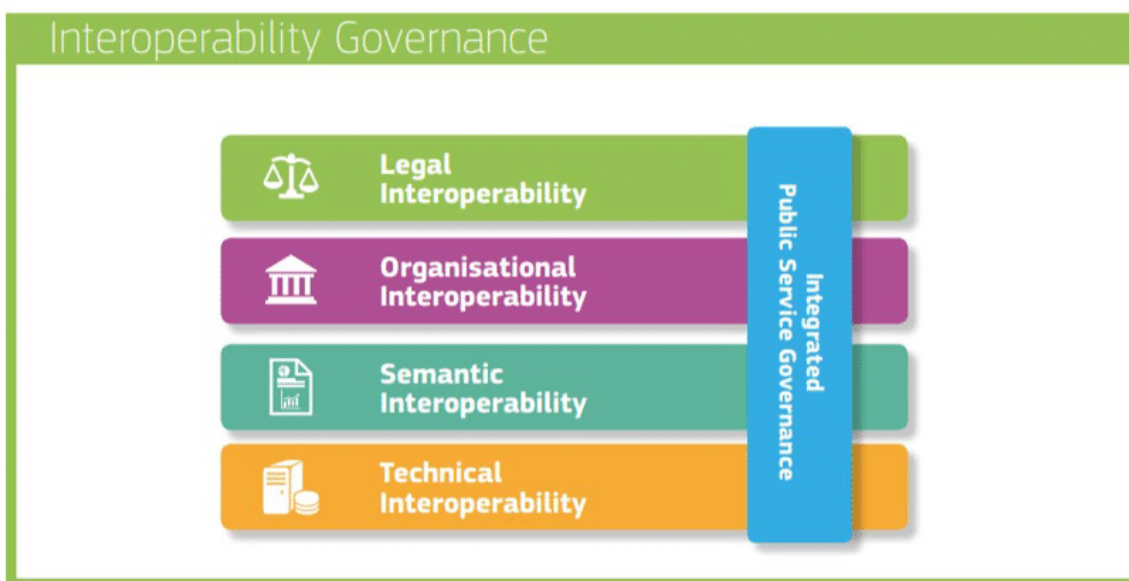 Interoperability Governance
Legal
Interoperability
Organisational
Interoperability
Semantic
Interoperability
Technical
Interoperability
Integrated
Public Service Governance